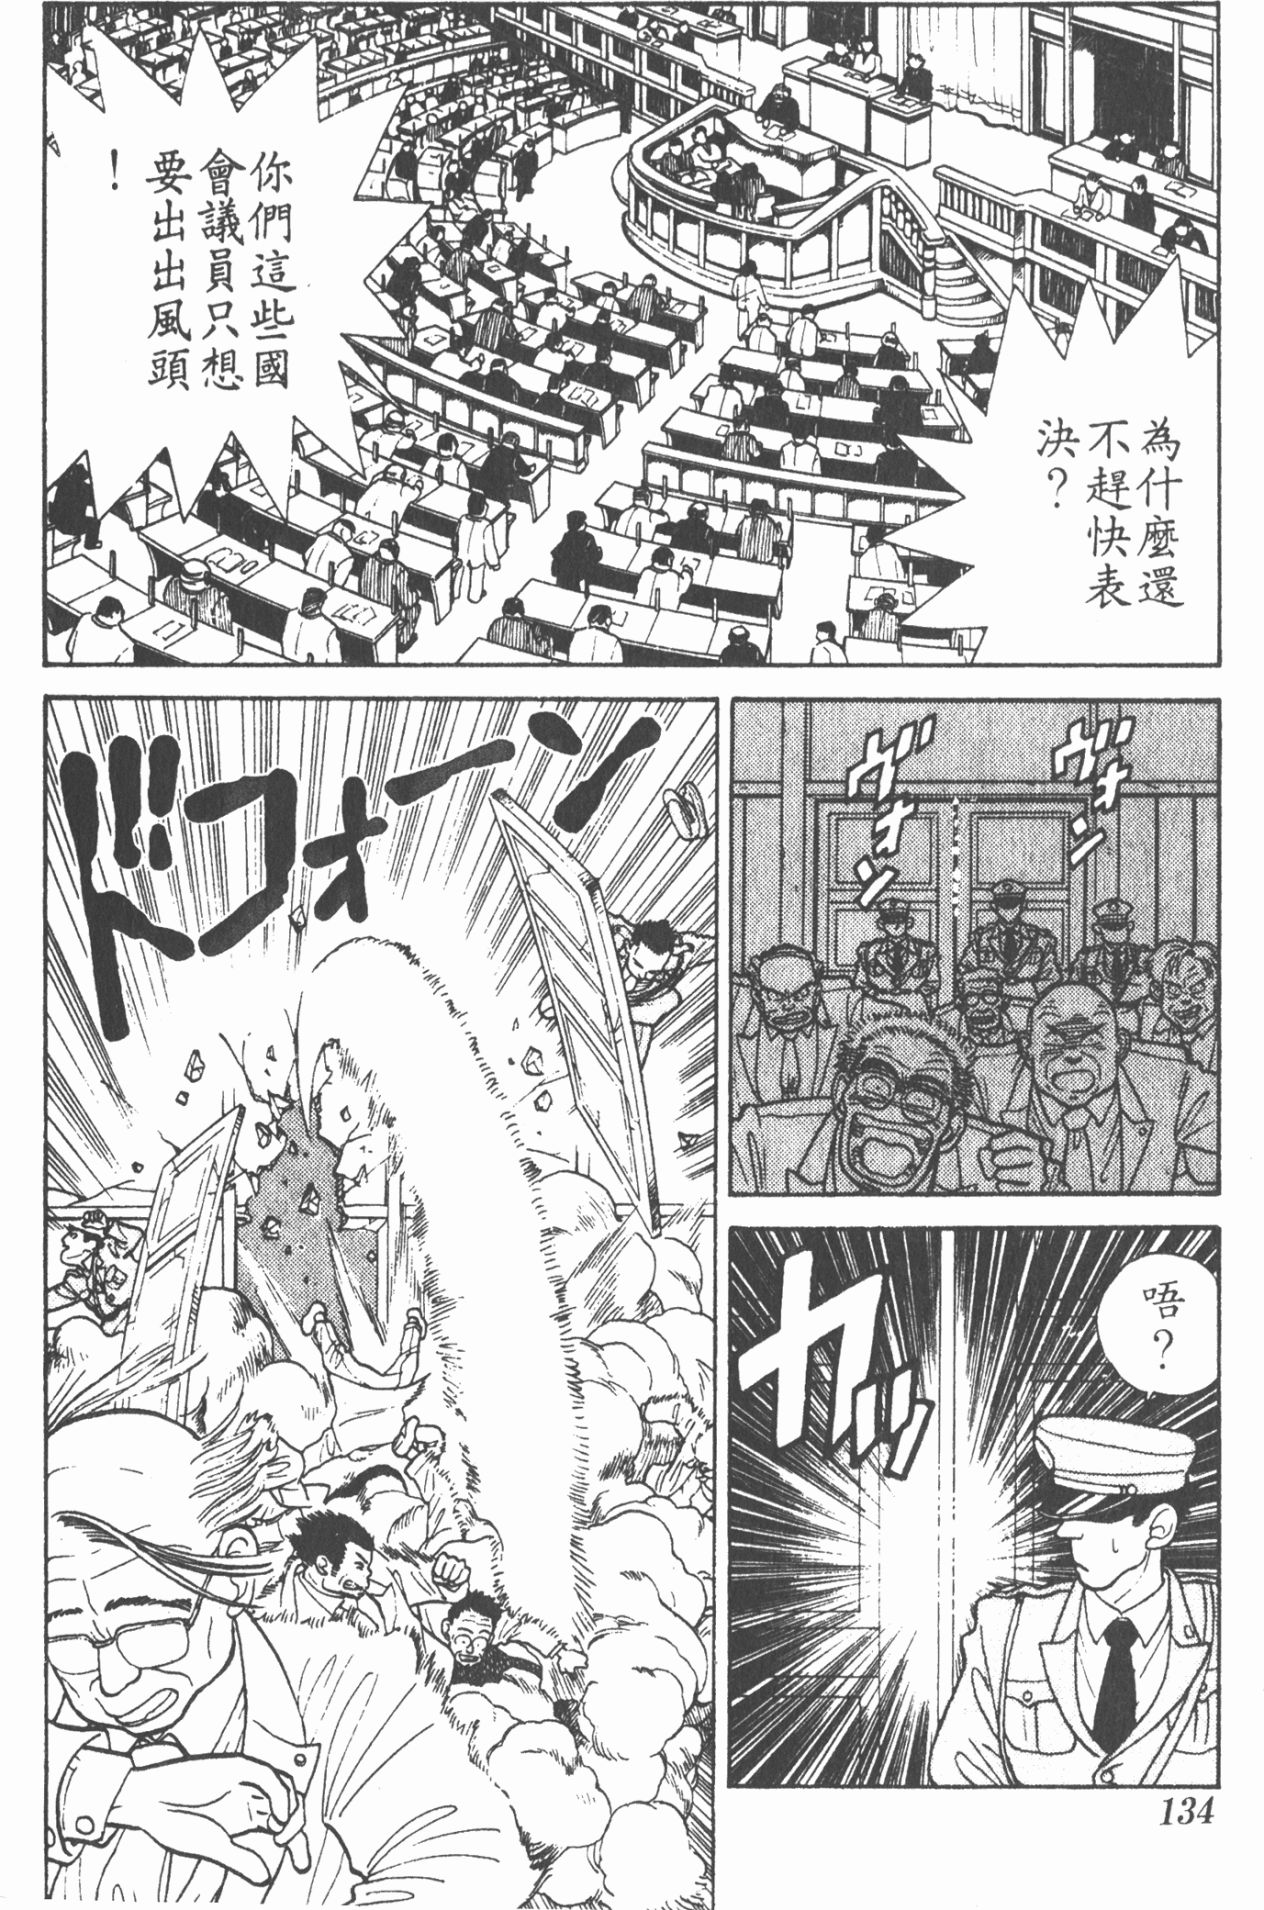 為什麼還
不趕快表
決？
你們這些國
會議員只想
要出出風頭
！
ヴォン
ヴォン
唔？
カッ
ドコォーン
134